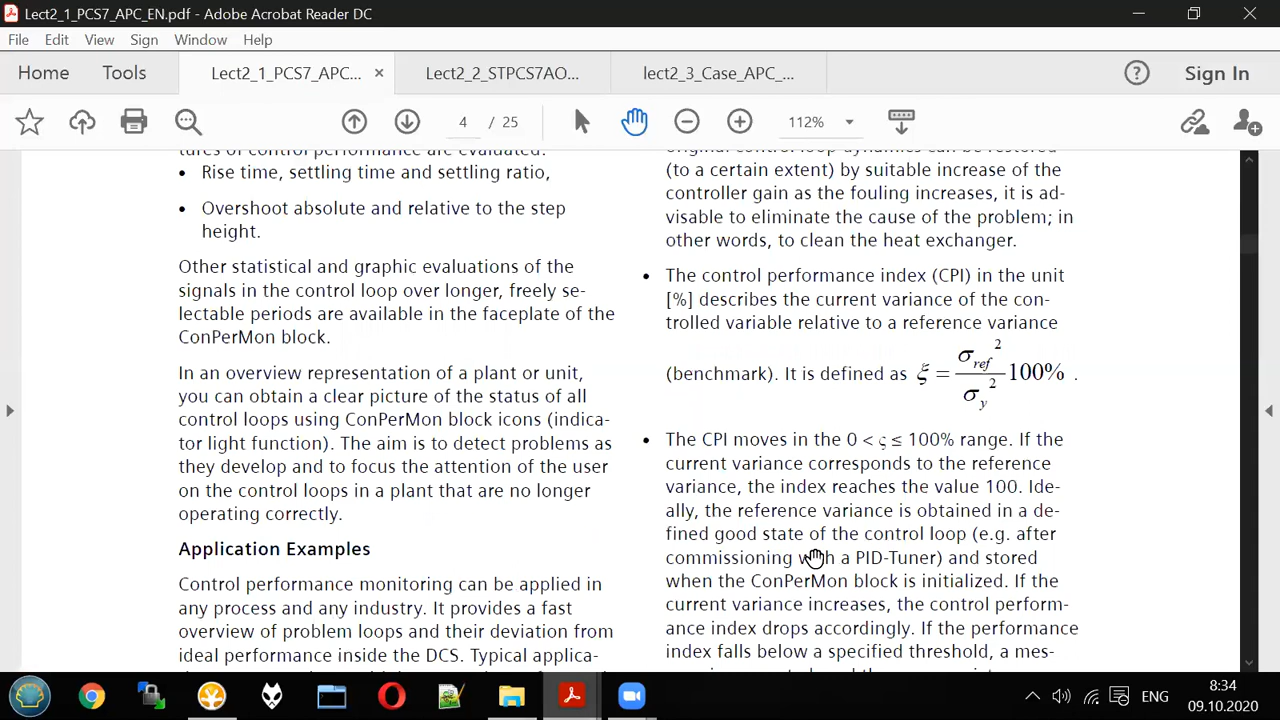 Lect2_1_PCS7_APC_EN.pdf - Adobe Acrobat Reader DC
File Edit View Sign Window Help
Home Tools Lect2_1_PCS7_APC... × Lect2_2_STPCS7AO... lect2_3_Case_APC_... Sign In
4 / 25 112%
tures of control performance are evaluated:
• Rise time, settling time and settling ratio,
• Overshoot absolute and relative to the step
height.
Other statistical and graphic evaluations of the
signals in the control loop over longer, freely se-
lectable periods are available in the faceplate of the
ConPerMon block.
In an overview representation of a plant or unit,
you can obtain a clear picture of the status of all
control loops using ConPerMon block icons (indica-
tor light function). The aim is to detect problems as
they develop and to focus the attention of the user
on the control loops in a plant that are no longer
operating correctly.
Application Examples
Control performance monitoring can be applied in
any process and any industry. It provides a fast
overview of problem loops and their deviation from
ideal performance inside the DCS. Typical applica-
original control loop dynamics can be restored
(to a certain extent) by suitable increase of the
controller gain as the fouling increases, it is ad-
visable to eliminate the cause of the problem; in
other words, to clean the heat exchanger.
• The control performance index (CPI) in the unit
[%] describes the current variance of the con-
trolled variable relative to a reference variance
(benchmark). It is defined as ξ = σref² / σy² 100% .
• The CPI moves in the 0 < ς ≤ 100% range. If the
current variance corresponds to the reference
variance, the index reaches the value 100. Ide-
ally, the reference variance is obtained in a de-
fined good state of the control loop (e.g. after
commissioning with a PID-Tuner) and stored
when the ConPerMon block is initialized. If the
current variance increases, the control perform-
ance index drops accordingly. If the performance
index falls below a specified threshold, a mes-
ENG
8:34
09.10.2020